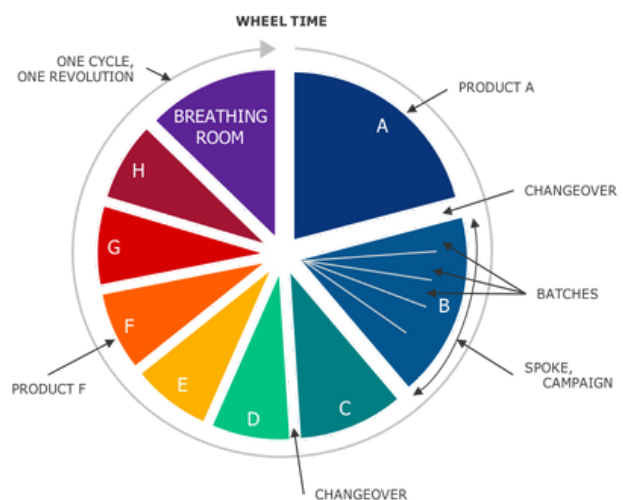 WHEEL TIME
ONE CYCLE,
ONE REVOLUTION
PRODUCT A
BREATHING
ROOM
A
H
CHANGEOVER
G
BATCHES
B
F
PRODUCT F
E
SPOKE,
CAMPAIGN
D
C
CHANGEOVER